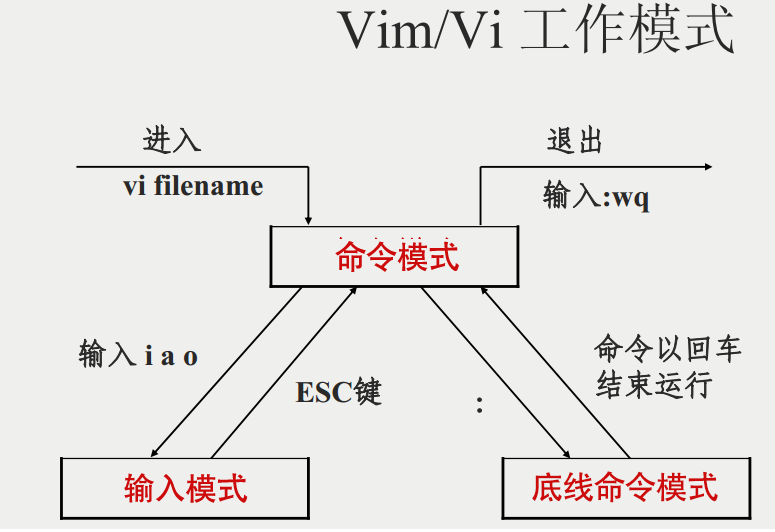 Vim/Vi 工作模式
进入
vi filename
退出
输入:wq
命令模式
输入 i a o
ESC键
:
命令以回车
结束运行
输入模式
底线命令模式